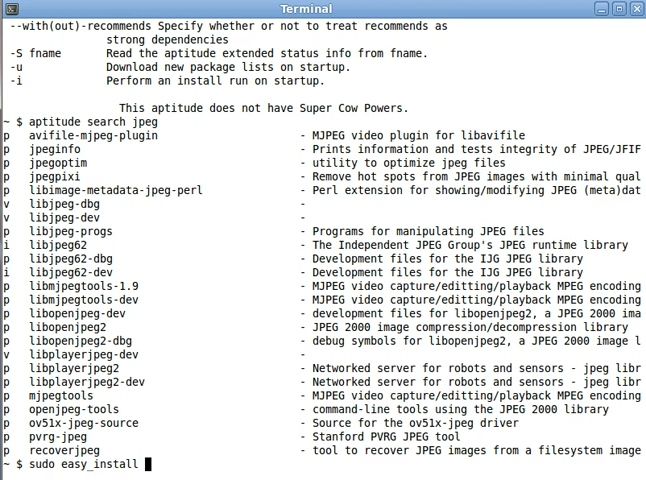 Terminal
--with(out)-recommends Specify whether or not to treat recommends as
strong dependencies
-S fname Read the aptitude extended status info from fname.
-u Download new package lists on startup.
-i Perform an install run on startup.
This aptitude does not have Super Cow Powers.
~ $ aptitude search jpeg
p avifile-mjpeg-plugin - MJPEG video plugin for libavifile
p jpeginfo - Prints information and tests integrity of JPEG/JFIF
p jpegoptim - utility to optimize jpeg files
p jpegpixi - Remove hot spots from JPEG images with minimal qual
p libimage-metadata-jpeg-perl - Perl extension for showing/modifying JPEG (meta)dat
v libjpeg-dbg -
v libjpeg-dev -
p libjpeg-progs - Programs for manipulating JPEG files
i libjpeg62 - The Independent JPEG Group's JPEG runtime library
p libjpeg62-dbg - Development files for the IJG JPEG library
i libjpeg62-dev - Development files for the IJG JPEG library
p libmjpegtools-1.9 - MJPEG video capture/editting/playback MPEG encoding
p libmjpegtools-dev - MJPEG video capture/editting/playback MPEG encoding
p libopenjpeg-dev - development files for libopenjpeg2, a JPEG 2000 ima
p libopenjpeg2 - JPEG 2000 image compression/decompression library
p libopenjpeg2-dbg - debug symbols for libopenjpeg2, a JPEG 2000 image l
v libplayerjpeg-dev -
p libplayerjpeg2 - Networked server for robots and sensors - jpeg libr
p libplayerjpeg2-dev - Networked server for robots and sensors - jpeg libr
p mjpegtools - MJPEG video capture/editting/playback MPEG encoding
p openjpeg-tools - command-line tools using the JPEG 2000 library
p ov51x-jpeg-source - Source for the ov51x-jpeg driver
p pvrg-jpeg - Stanford PVRG JPEG tool
p recoverjpeg - tool to recover JPEG images from a filesystem image
~ $ sudo easy_install